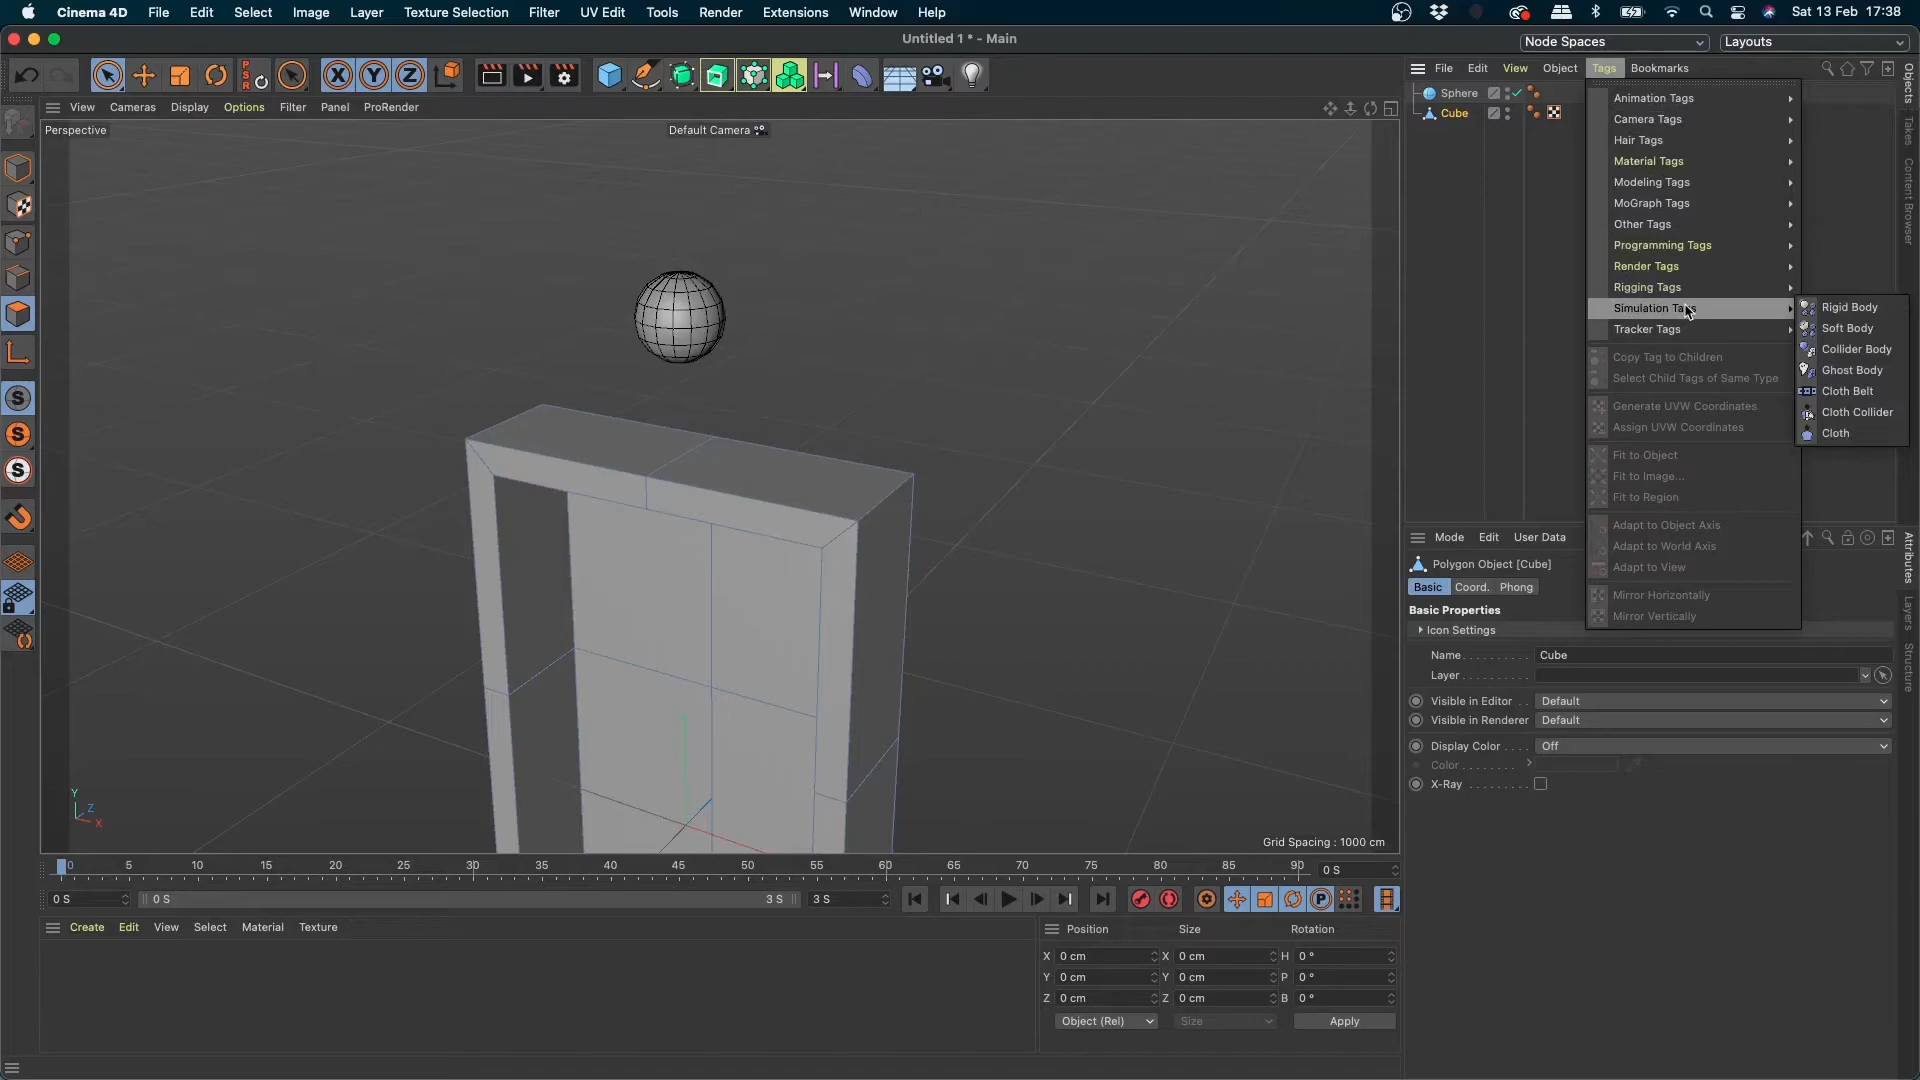 Cinema 4D File Edit Select Image Layer Texture Selection Filter UV Edit Tools Render Extensions Window Help Sat 13 Feb 17:38
Untitled 1 * - Main
Node Spaces Layouts
X Y Z
PSR
File Edit View Object Tags Bookmarks
View Cameras Display Options Filter Panel ProRender
Perspective
Default Camera
Sphere
Cube
Objects
Takes
Content Browser
Animation Tags
Camera Tags
Hair Tags
Material Tags
Modeling Tags
MoGraph Tags
Other Tags
Programming Tags
Render Tags
Rigging Tags
Simulation Tags
Tracker Tags
Copy Tag to Children
Select Child Tags of Same Type
Generate UVW Coordinates
Assign UVW Coordinates
Fit to Object
Fit to Image...
Fit to Region
Adapt to Object Axis
Adapt to World Axis
Adapt to View
Mirror Horizontally
Mirror Vertically
Rigid Body
Soft Body
Collider Body
Ghost Body
Cloth Belt
Cloth Collider
Cloth
S
S
S
Mode Edit User Data
Polygon Object [Cube]
Basic Coord. Phong
Basic Properties
Icon Settings
Name Cube
Layer
Visible in Editor Default
Visible in Renderer Default
Display Color Off
Color
X-Ray
Attributes
Layers
Structure
Y
Z
X
Grid Spacing : 1000 cm
0 5 10 15 20 25 30 35 40 45 50 55 60 65 70 75 80 85 90 0 S
0 S 0 S 3 S 3 S P
Create Edit View Select Material Texture
Position Size Rotation
X 0 cm X 0 cm H 0 °
Y 0 cm Y 0 cm P 0 °
Z 0 cm Z 0 cm B 0 °
Object (Rel) Size Apply